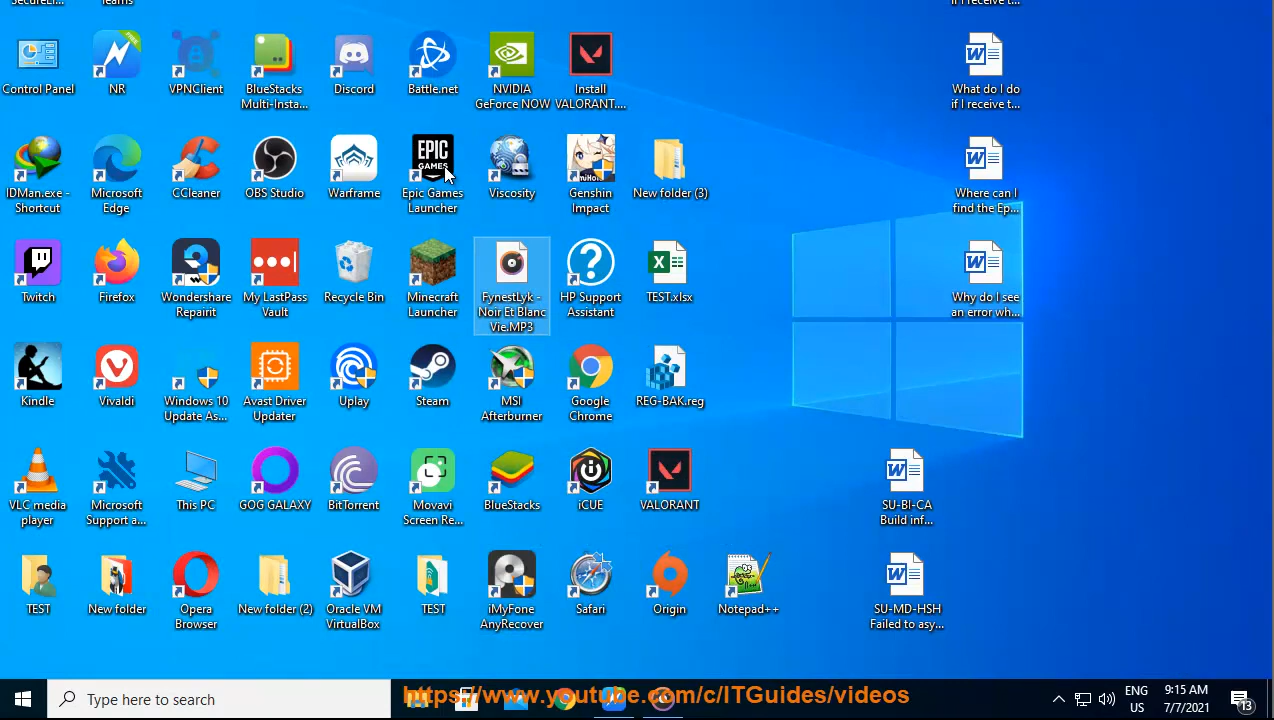 SecureLi...
Teams
if I receive t...
Control Panel
NR
FREE
VPNClient
BlueStacks
Multi-Insta...
Discord
Battle.net
NVIDIA
GeForce NOW
Install
VALORANT....
What do I do
if I receive t...
IDMan.exe -
Shortcut
Microsoft
Edge
CCleaner
OBS Studio
Warframe
EPIC
GAMES
Epic Games
Launcher
Viscosity
Genshin
Impact
New folder (3)
Where can I
find the Ep...
Twitch
Firefox
Wondershare
Repairit
My LastPass
Vault
Recycle Bin
Minecraft
Launcher
FynestLyk -
Noir Et Blanc
Vie.MP3
HP Support
Assistant
TEST.xlsx
Why do I see
an error wh...
Kindle
Vivaldi
Windows 10
Update As...
Avast Driver
Updater
Uplay
Steam
MSI
Afterburner
Google
Chrome
REG-BAK.reg
VLC media
player
Microsoft
Support a...
This PC
GOG GALAXY
BitTorrent
Movavi
Screen Re...
BlueStacks
iCUE
VALORANT
SU-BI-CA
Build inf...
TEST
New folder
Opera
Browser
New folder (2)
Oracle VM
VirtualBox
TEST
iMyFone
AnyRecover
Safari
Origin
Notepad++
SU-MD-HSH
Failed to asy...
Type here to search
https://www.youtube.com/c/ITGuides/videos
ENG
US
9:15 AM
7/7/2021
13